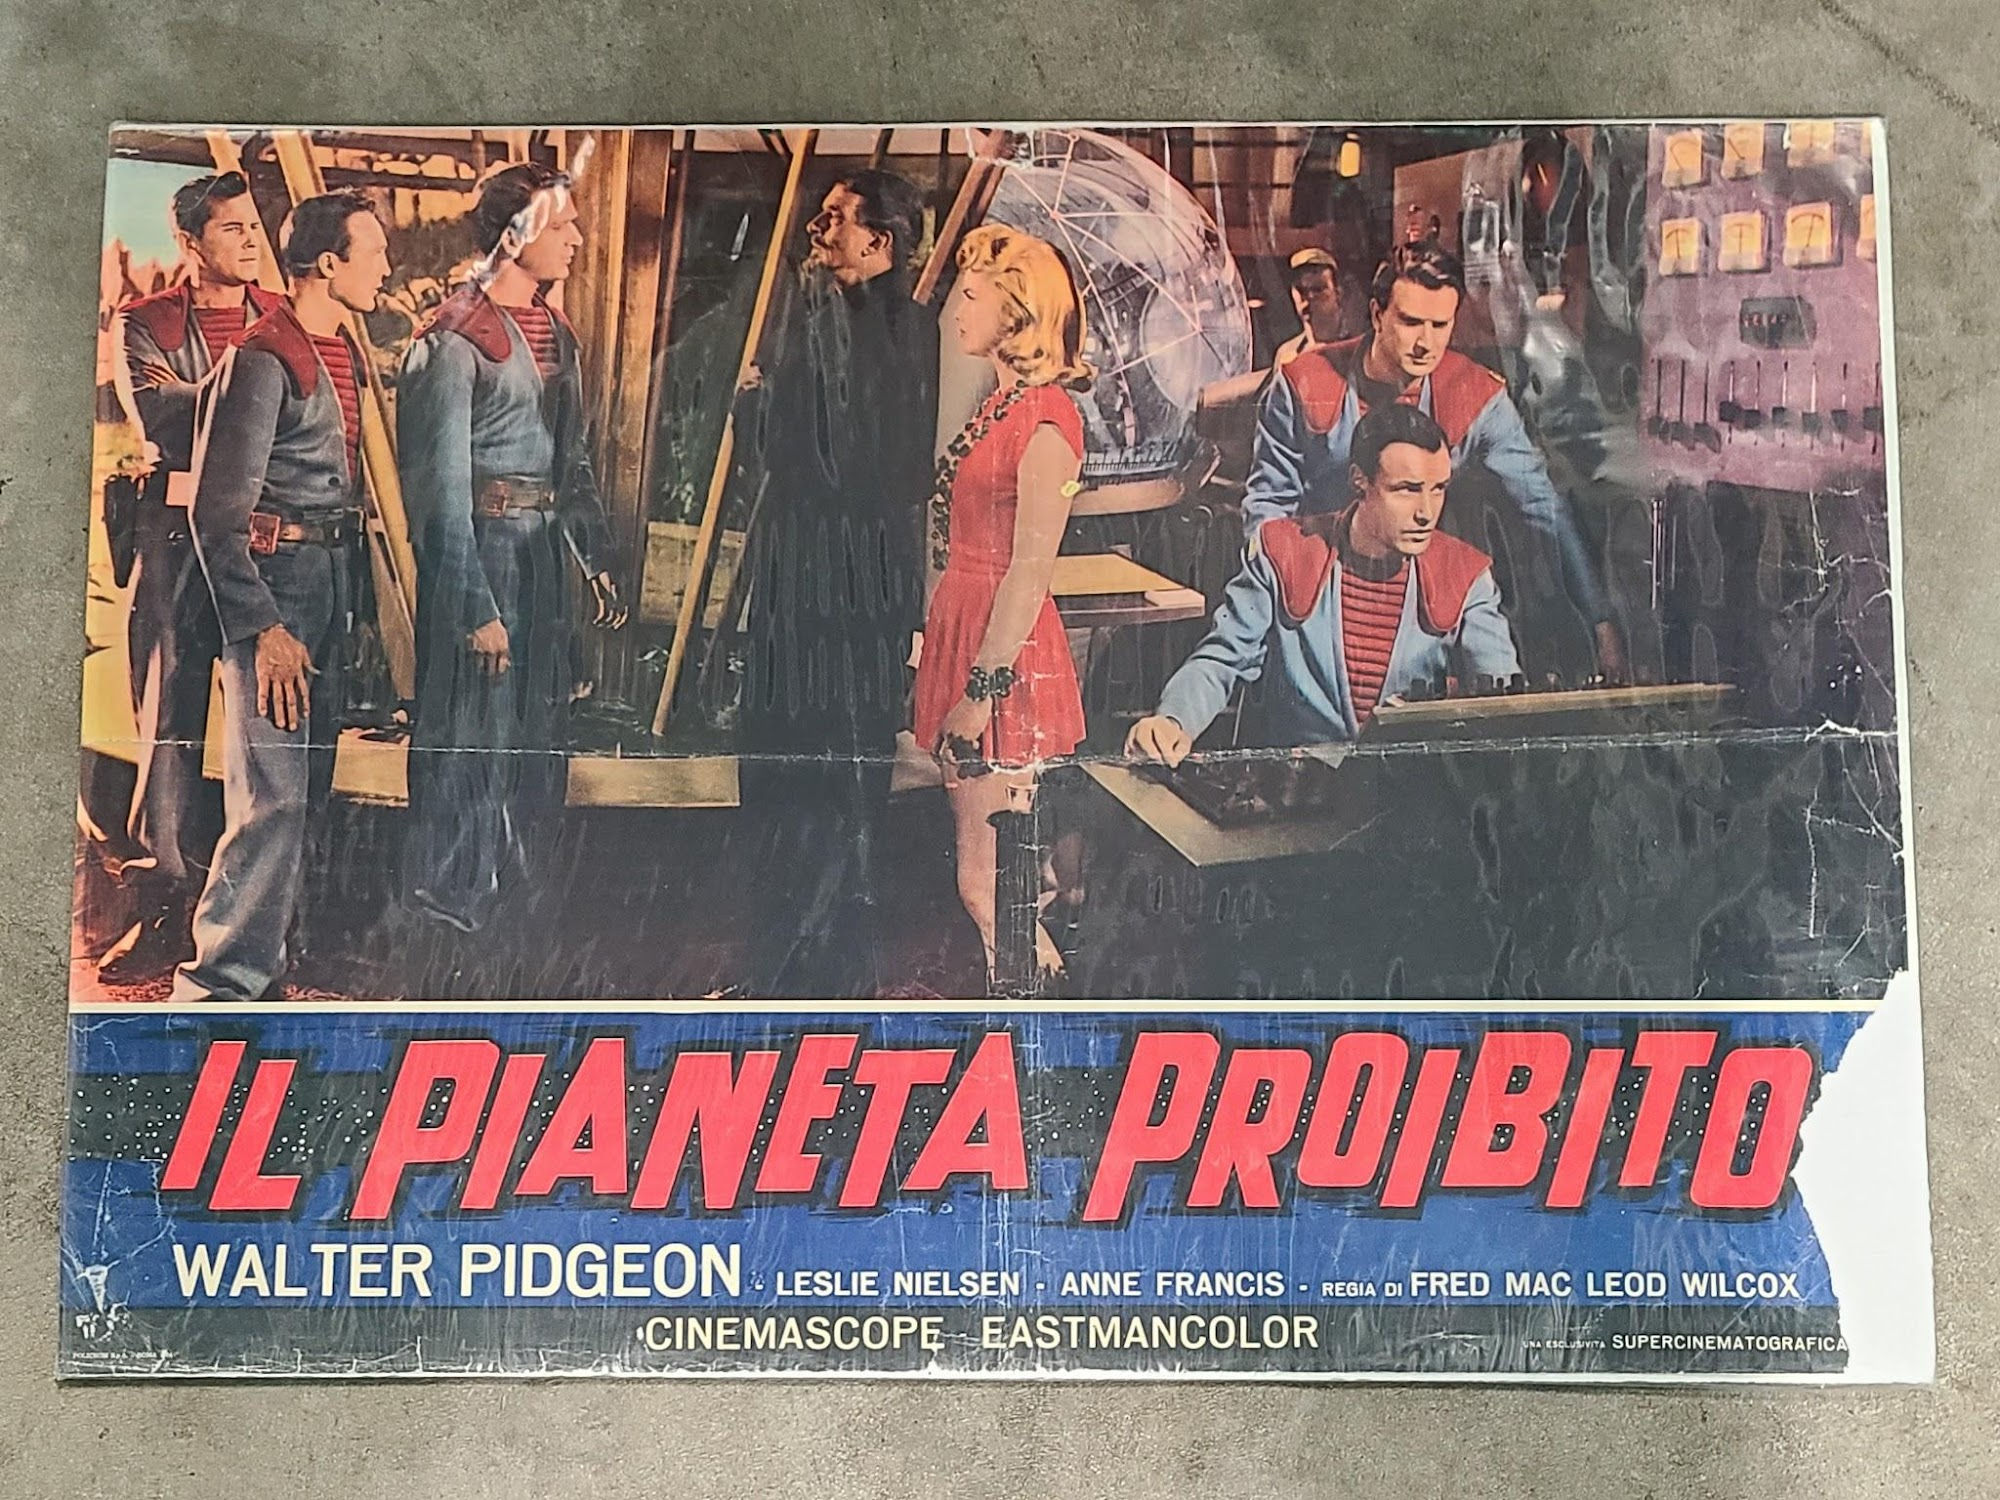 IL PIANETA PROIBITO
WALTER PIDGEON - LESLIE NIELSEN - ANNE FRANCIS - REGIA DI FRED MAC LEOD WILCOX
CINEMASCOPE EASTMANCOLOR
UNA ESCLUSIVITA SUPERCINEMATOGRAFICA